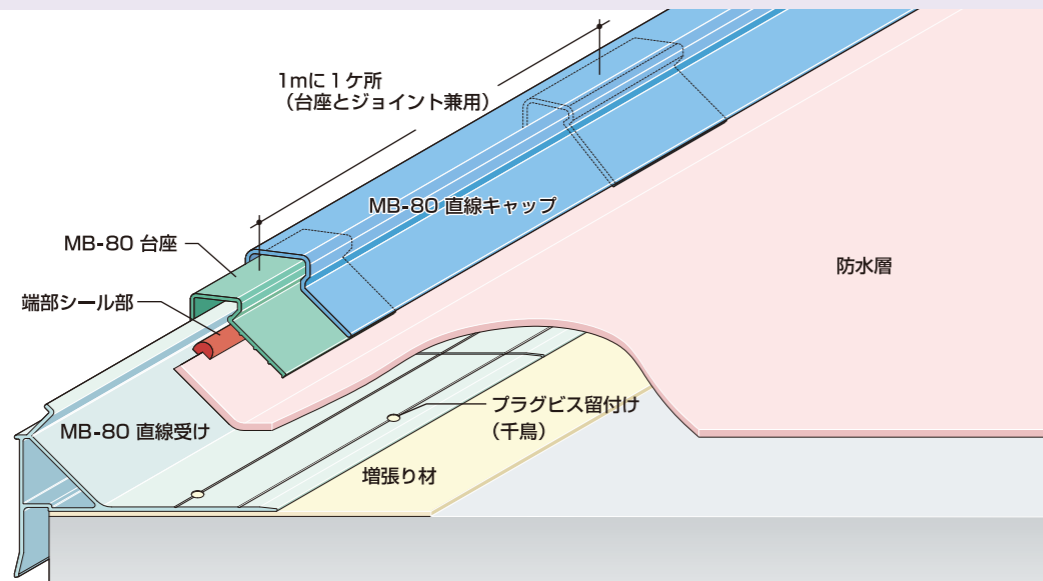 1mに1ケ所
（台座とジョイント兼用）
MB-80 直線キャップ
MB-80 台座
防水層
端部シール部
プラグビス留付け
（千鳥）
MB-80 直線受け
増張り材